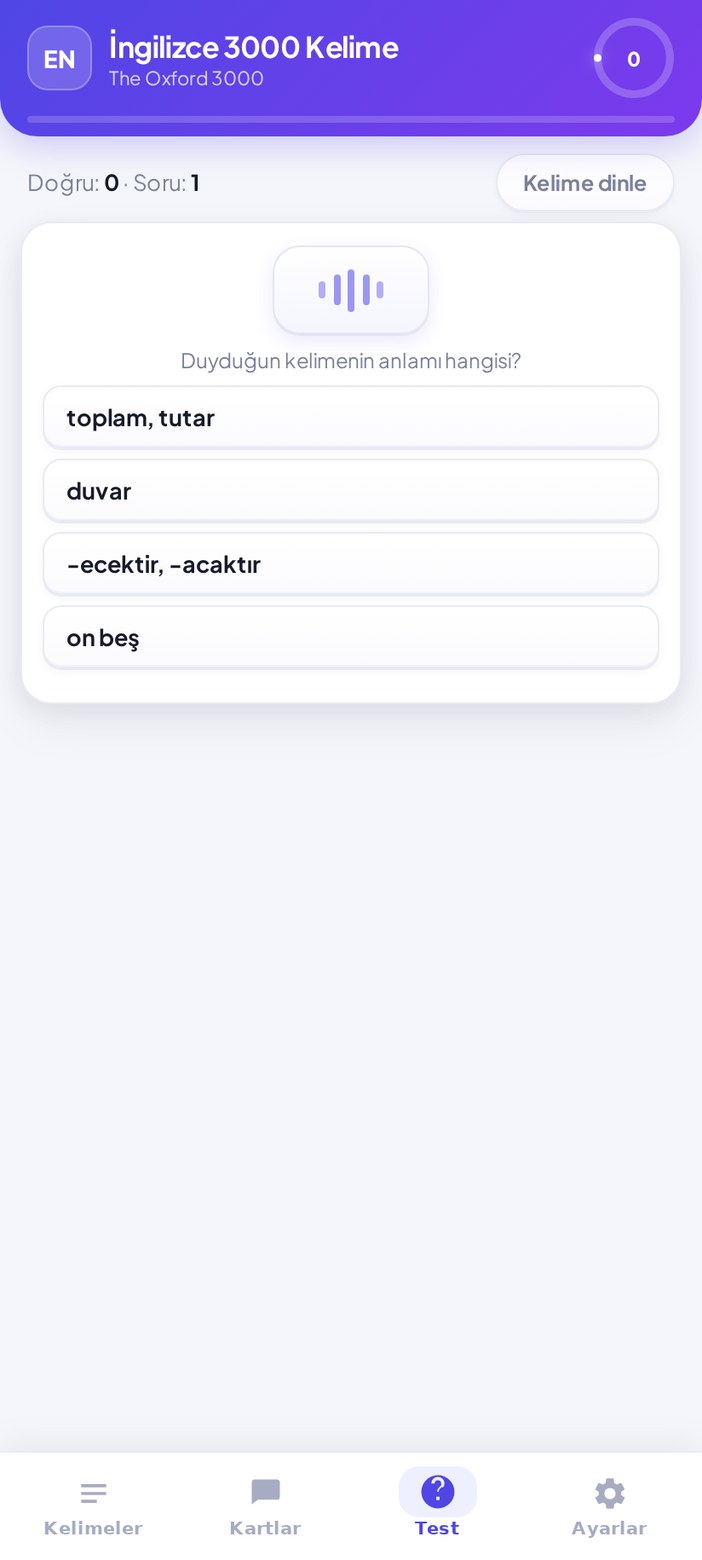 EN
İngilizce 3000 Kelime
The Oxford 3000
0
Doğru: 0 · Soru: 1
Kelime dinle
Duyduğun kelimenin anlamı hangisi?
toplam, tutar
duvar
-ecektir, -acaktır
on beş
Kelimeler
Kartlar
Test
Ayarlar